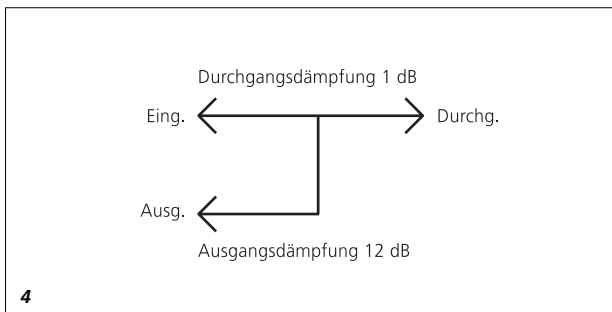 Durchgangsdämpfung 1 dB
Eing.
Durchg.
Ausg.
Ausgangsdämpfung 12 dB
4